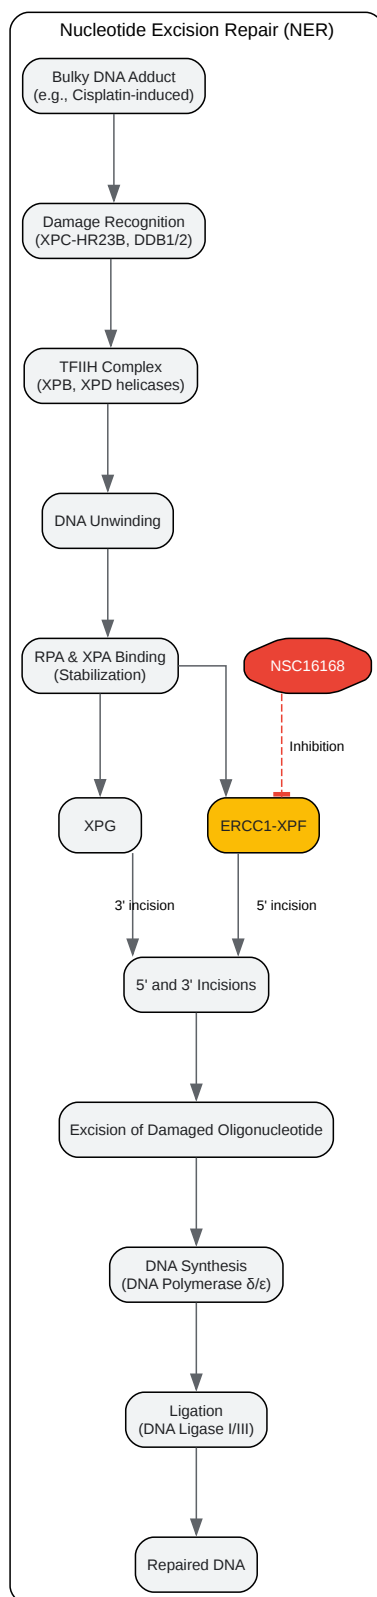 Nucleotide Excision Repair (NER)
Bulky DNA Adduct
(e.g., Cisplatin-induced)
Damage Recognition
(XPC-HR23B, DDB1/2)
TFIIH Complex
(XPB, XPD helicases)
DNA Unwinding
RPA & XPA Binding
(Stabilization)
NSC16168
Inhibition
XPG
ERCC1-XPF
3' incision
5' incision
5' and 3' Incisions
Excision of Damaged Oligonucleotide
DNA Synthesis
(DNA Polymerase δ/ε)
Ligation
(DNA Ligase I/III)
Repaired DNA